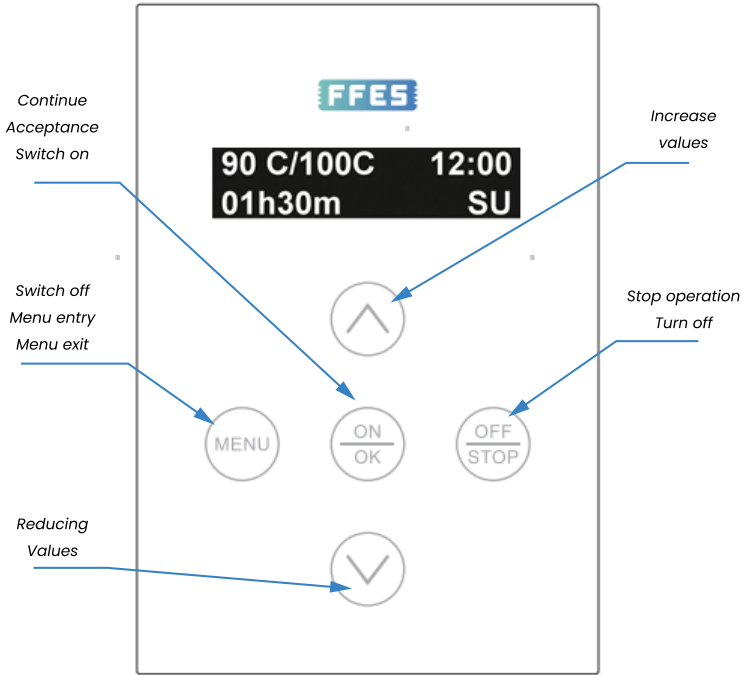 FFES
Continue
Acceptance
Switch on
Increase
values
90 C/100C 12:00
01h30m SU
Switch off
Menu entry
Menu exit
Stop operation
Turn off
MENU
ON
OK
OFF
STOP
Reducing
Values